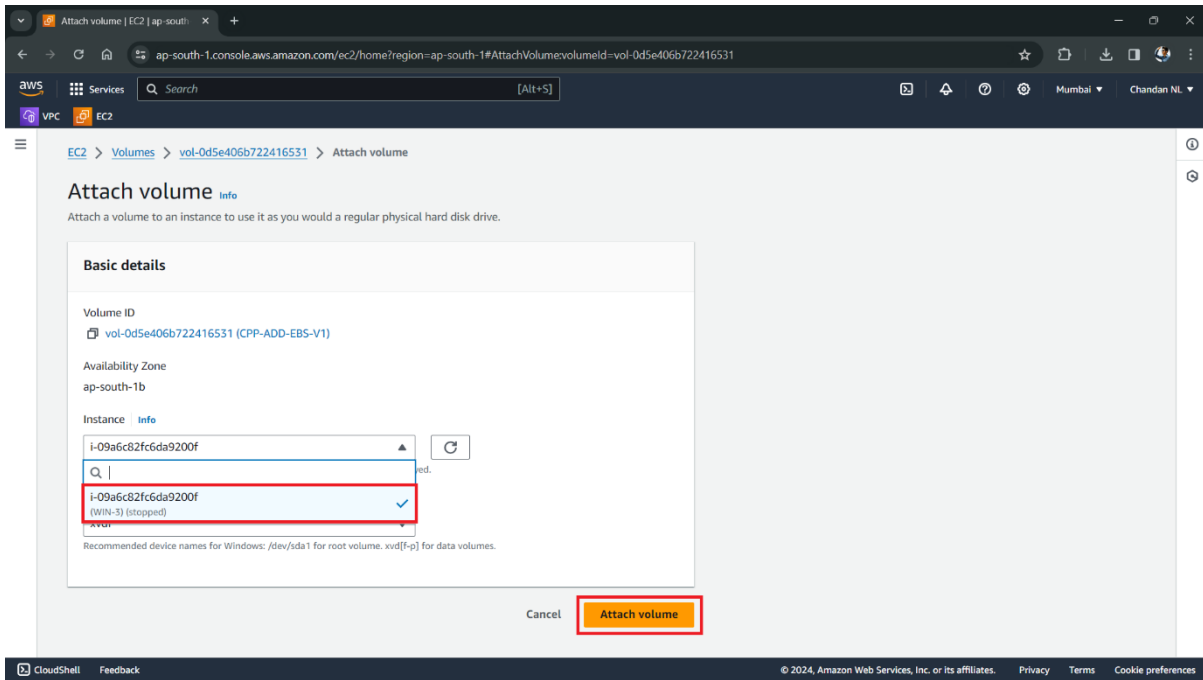 Attach volume | EC2 | ap-south
ap-south-1.console.aws.amazon.com/ec2/home?region=ap-south-1#AttachVolume:volumeId=vol-0d5e406b722416531
aws Services Search [Alt+S] Mumbai Chandan NL
VPC EC2
EC2 > Volumes > vol-0d5e406b722416531 > Attach volume
Attach volume Info
Attach a volume to an instance to use it as you would a regular physical hard disk drive.
Basic details
Volume ID
vol-0d5e406b722416531 (CPP-ADD-EBS-V1)
Availability Zone
ap-south-1b
Instance Info
i-09a6c82fc6da9200f
yed.
i-09a6c82fc6da9200f
(WIN-3) (stopped)
Recommended device names for Windows: /dev/sda1 for root volume. xvd[f-p] for data volumes.
Cancel Attach volume
CloudShell Feedback © 2024, Amazon Web Services, Inc. or its affiliates. Privacy Terms Cookie preferences